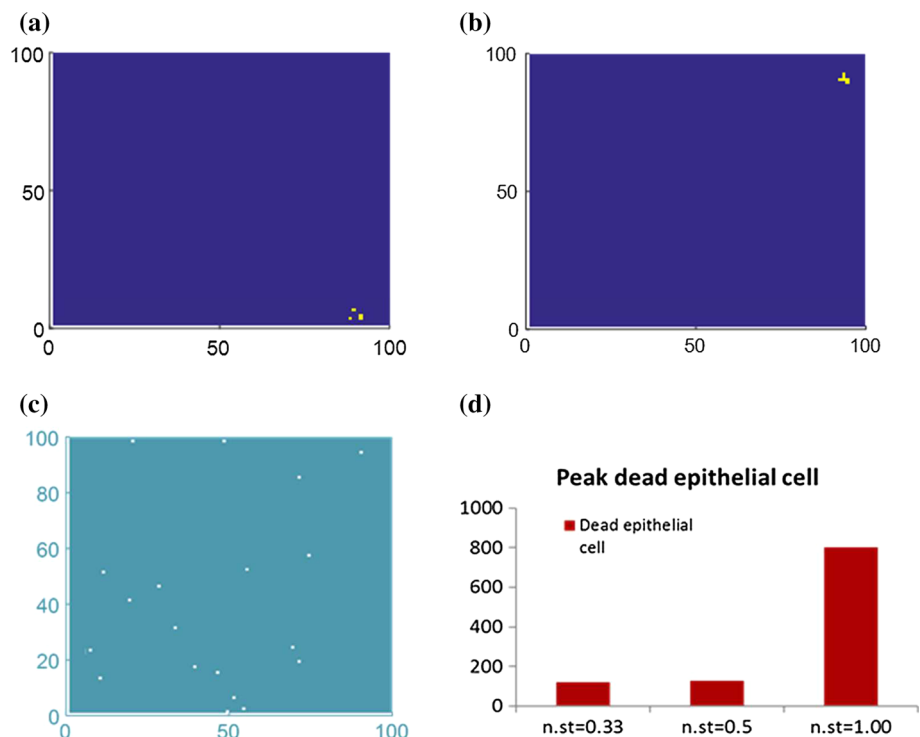 (a)
(b)
100
50
0
0 50 100
100
50
0
0 50 100
(c)
(d)
100
80
60
40
20
0
0 50 100
Peak dead epithelial cell
1000
800
600
400
200
0
Dead epithelial
cell
n.st=0.33 n.st=0.5 n.st=1.00